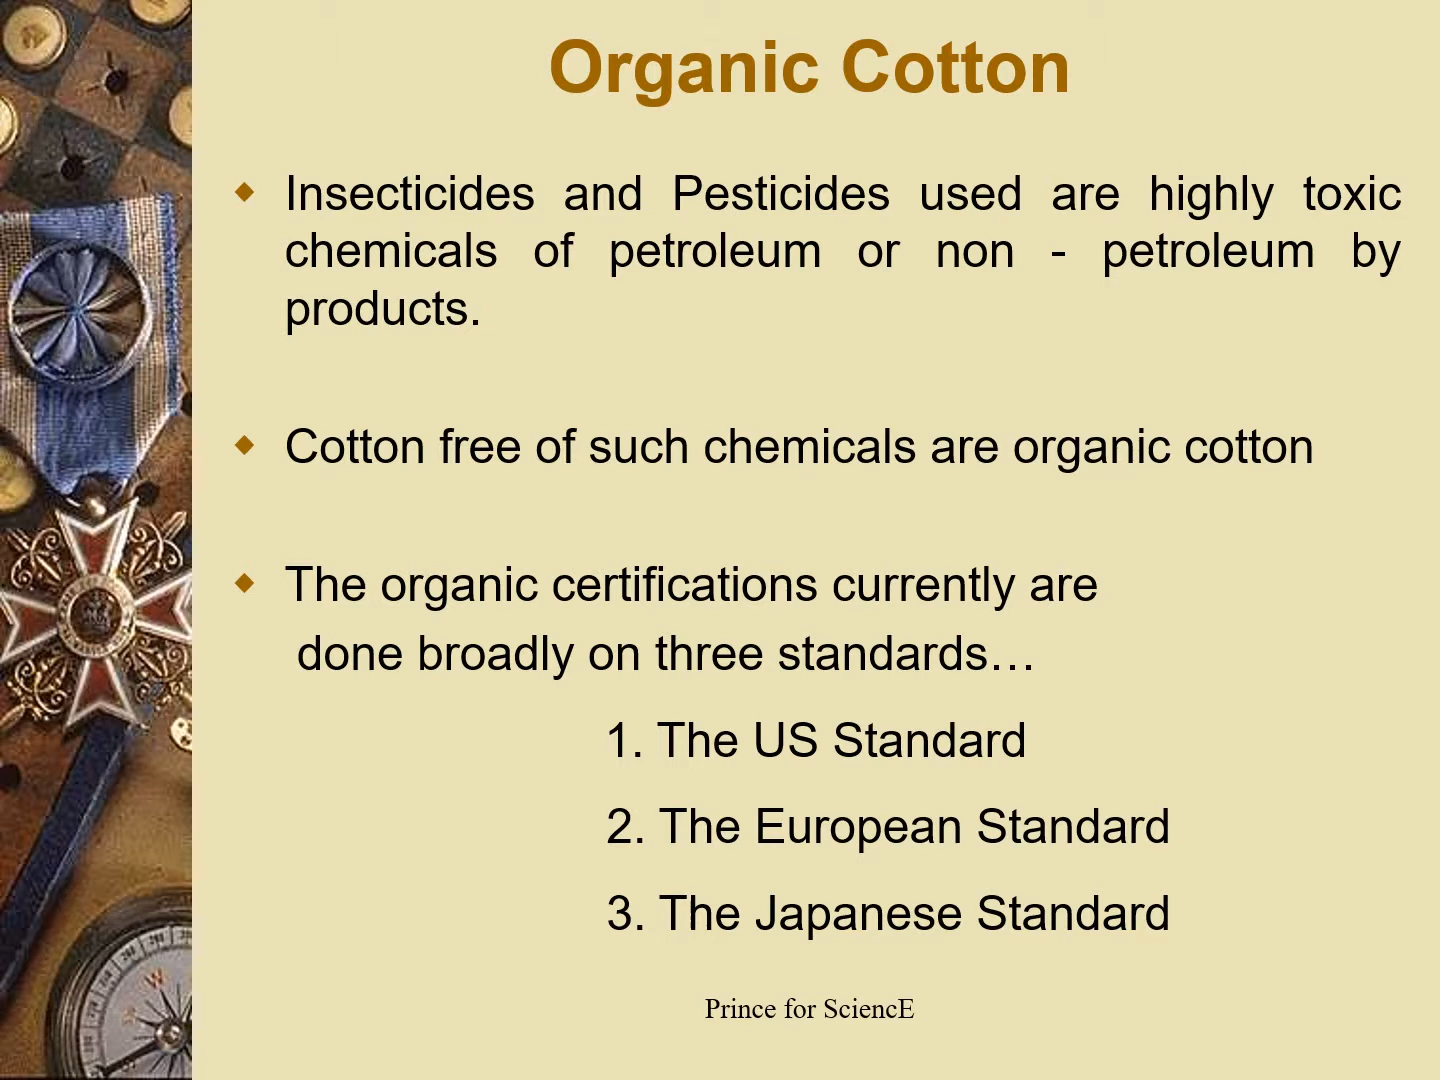 Organic Cotton
Insecticides and Pesticides used are highly toxic
chemicals of petroleum or non - petroleum by
products.
Cotton free of such chemicals are organic cotton
The organic certifications currently are
done broadly on three standards…
1. The US Standard
2. The European Standard
3. The Japanese Standard
Prince for SciencE
W